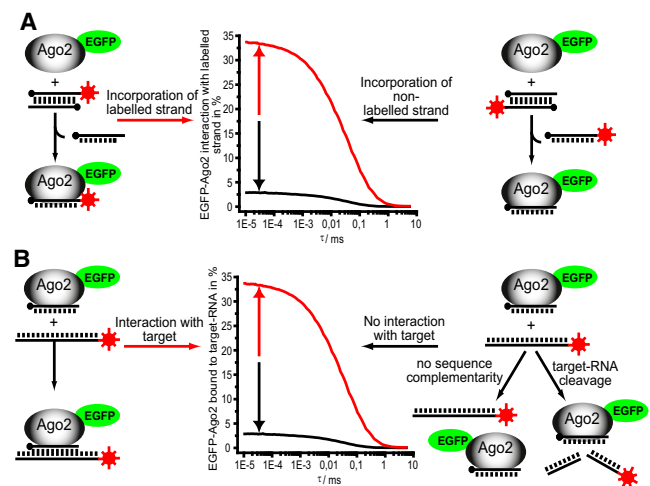 A
Ago2
EGFP
+
Incorporation of
labelled strand
Ago2
EGFP
EGFP-Ago2 interaction with labelled
strand in %
35
30
25
20
15
10
5
0
1E-5 1E-4 1E-3 0,01 0,1 1 10
τ/ ms
Incorporation of
non-
labelled strand
Ago2
EGFP
+
Ago2
EGFP
B
Ago2
EGFP
+
Interaction with
target
Ago2
EGFP
EGFP-Ago2 bound to target-RNA in %
35
30
25
20
15
10
5
0
1E-5 1E-4 1E-3 0,01 0,1 1 10
τ/ ms
No interaction
with target
Ago2
EGFP
+
no sequence
complementarity
target-RNA
cleavage
EGFP
Ago2
Ago2
EGFP